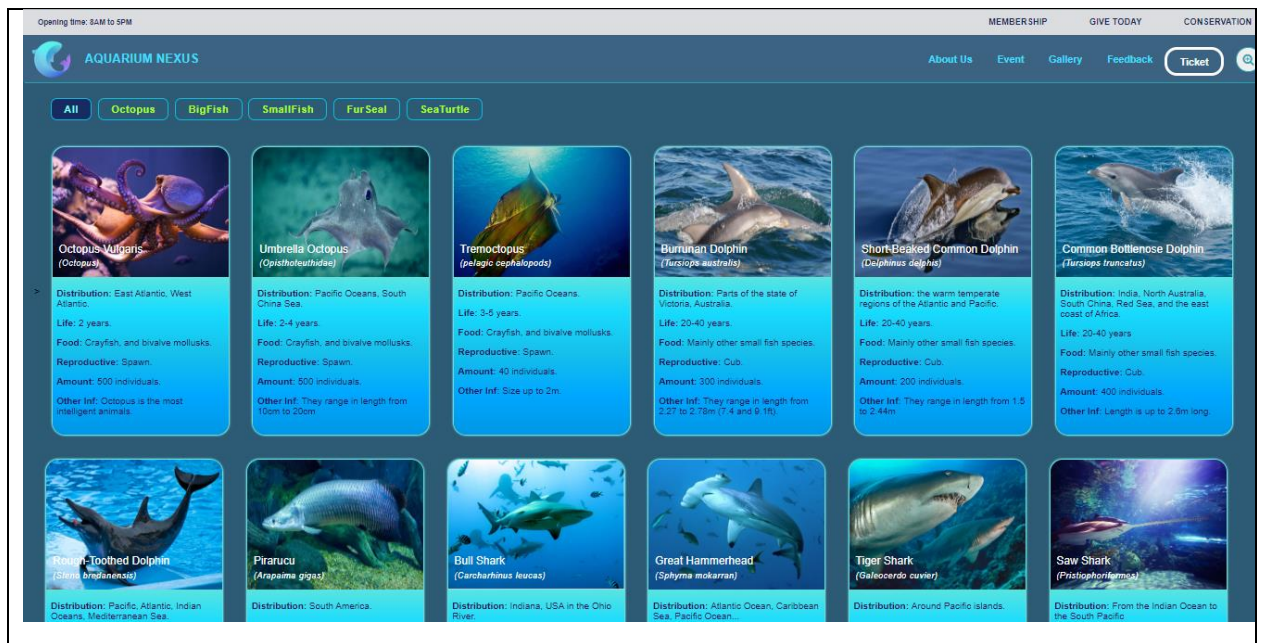 Opening time: 8AM to 5PM
MEMBERSHIP
GIVE TODAY
CONSERVATION
AQUARIUM NEXUS
About Us
Event
Gallery
Feedback
Ticket
All
Octopus
BigFish
SmallFish
FurSeal
SeaTurtle
Octopus Vulgaris
(Octopus)
Distribution: East Atlantic, West
Atlantic.
Life: 2 years.
Food: Crayfish, and bivalve mollusks.
Reproductive: Spawn.
Amount: 500 individuals.
Other Inf: Octopus is the most
intelligent animals.
Umbrella Octopus
(Opisthoteuthidae)
Distribution: Pacific Oceans, South
China Sea.
Life: 2-4 years.
Food: Crayfish, and bivalve mollusks.
Reproductive: Spawn.
Amount: 500 individuals.
Other Inf: They range in length from
10cm to 20cm
Tremoctopus
(pelagic cephalopods)
Distribution: Pacific Oceans.
Life: 3-5 years.
Food: Crayfish, and bivalve mollusks.
Reproductive: Spawn.
Amount: 40 individuals.
Other Inf: Size up to 2m.
Burrunan Dolphin
(Tursiops australis)
Distribution: Parts of the state of
Victoria, Australia.
Life: 20-40 years.
Food: Mainly other small fish species.
Reproductive: Cub.
Amount: 300 individuals.
Other Inf: They range in length from
2.27 to 2.78m (7.4 and 9.1ft).
Short-Beaked Common Dolphin
(Delphinus delphis)
Distribution: the warm temperate
regions of the Atlantic and Pacific.
Life: 20-40 years.
Food: Mainly other small fish species.
Reproductive: Cub.
Amount: 200 individuals.
Other Inf: They range in length from 1.5
to 2.44m
Common Bottlenose Dolphin
(Tursiops truncatus)
Distribution: India, North Australia,
South China, Red Sea, and the east
coast of Africa.
Life: 20-40 years
Food: Mainly other small fish species.
Reproductive: Cub.
Amount: 400 individuals.
Other Inf: Length is up to 2.6m long.
>
Rough-Toothed Dolphin
(Steno bredanensis)
Distribution: Pacific, Atlantic, Indian
Oceans, Mediterranean Sea.
Pirarucu
(Arapaima gigas)
Distribution: South America.
Bull Shark
(Carcharhinus leucas)
Distribution: Indiana, USA in the Ohio
River.
Great Hammerhead
(Sphyrna mokarran)
Distribution: Atlantic Ocean, Caribbean
Sea, Pacific Ocean...
Tiger Shark
(Galeocerdo cuvier)
Distribution: Around Pacific islands.
Saw Shark
(Pristiophoriformes)
Distribution: From the Indian Ocean to
the South Pacific